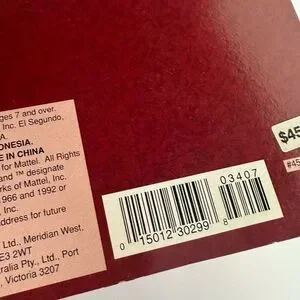 ges 7 and over.
Inc. El Segundo,
A.
ONESIA.
E IN CHINA
for Mattel. All Rights
and ™ designate
rks of Mattel, Inc.
966 and 1992 or
, Inc.
address for future
Ltd., Meridian West,
E3 2WT
ralia Pty., Ltd., Port
Victoria 3207
03407
0 15012 30299 8
$45
#45